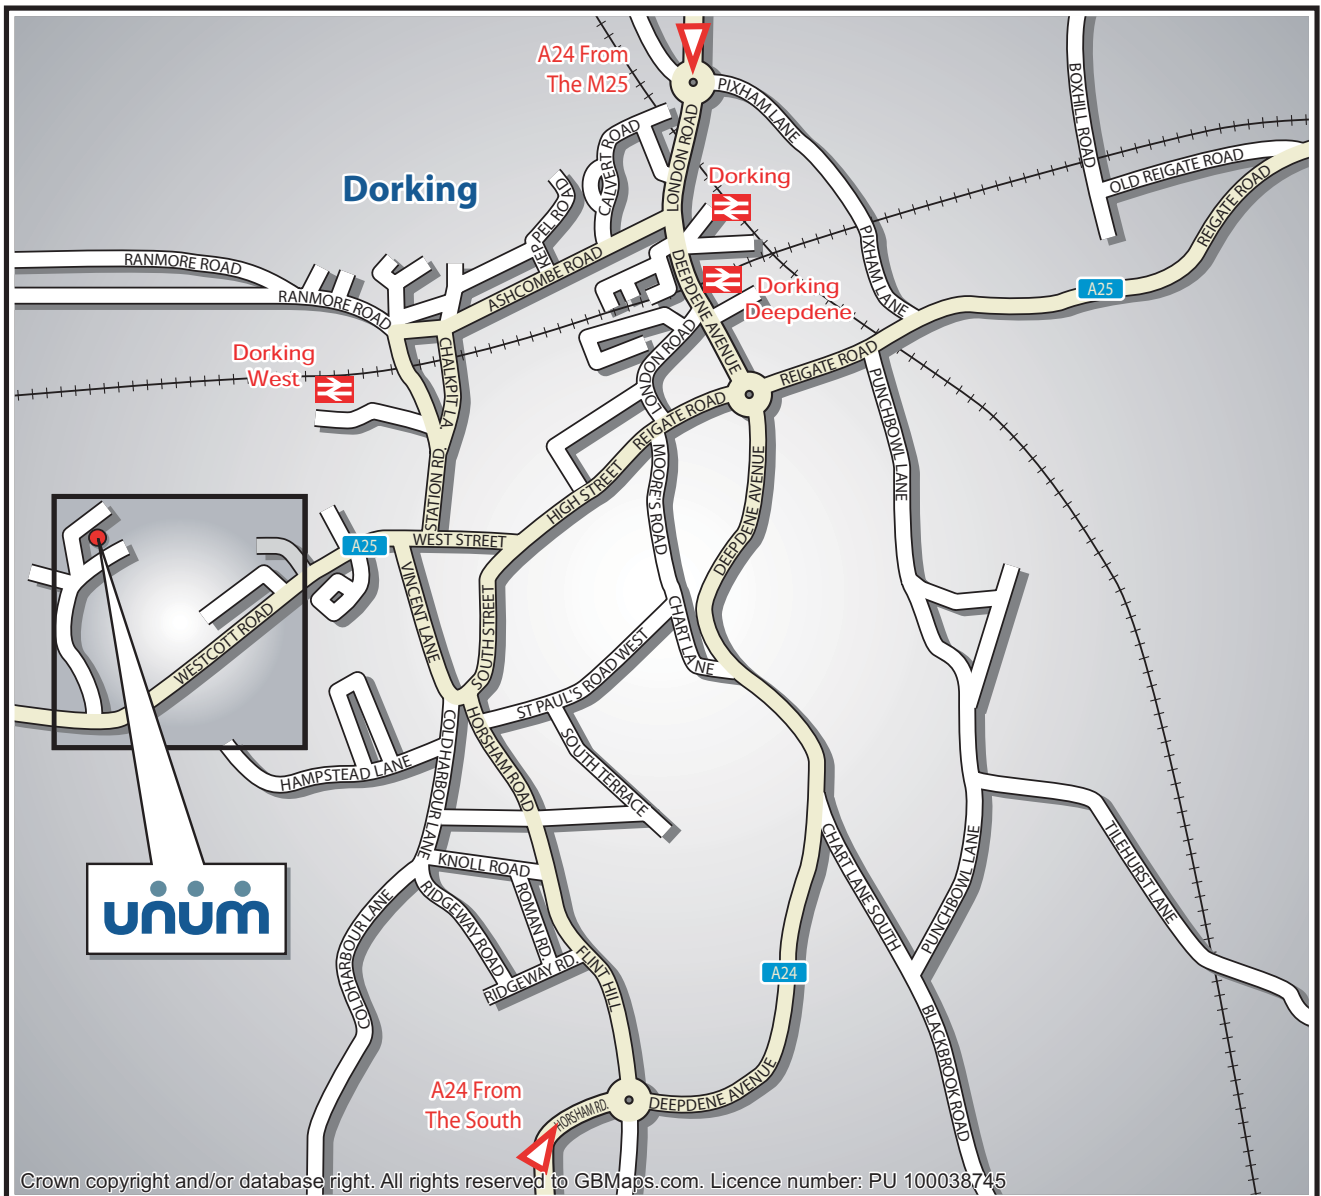 A24 From
The M25
PIXHAM LANE
BOXHILL ROAD
CALVERT ROAD
LONDON ROAD
OLD REIGATE ROAD
Dorking
Dorking
KEPPEL ROAD
REIGATE ROAD
PIXHAM LANE
RANMORE ROAD
ASHCOMBE ROAD
DEEPDENE AVENUE
RANMORE ROAD
A25
Dorking
Deepdene
Dorking
West
CHALKPIT LA.
LONDON ROAD
REIGATE ROAD
REIGATE ROAD
PUNCHBOWL LANE
STATION RD.
HIGH STREET
MOORE'S ROAD
DEEPDENE AVENUE
A25
WEST STREET
VINCENT LANE
SOUTH STREET
WESTCOTT ROAD
CHART LANE
ST PAUL'S ROAD WEST
COLDHARBOUR LANE
HORSHAM ROAD
SOUTH TERRACE
HAMPSTEAD LANE
CHART LANE SOUTH
PUNCHBOWL LANE
TILEHURST LANE
KNOLL ROAD
unum
COLDHARBOUR LANE
RIDGEWAY ROAD
ROMAN RD.
RIDGEWAY RD.
FLINT HILL
A24
BLACKBROOK ROAD
A24 From
The South
HORSHAM RD.
DEEPDENE AVENUE
Crown copyright and/or database right. All rights reserved to GBMaps.com. Licence number: PU 100038745